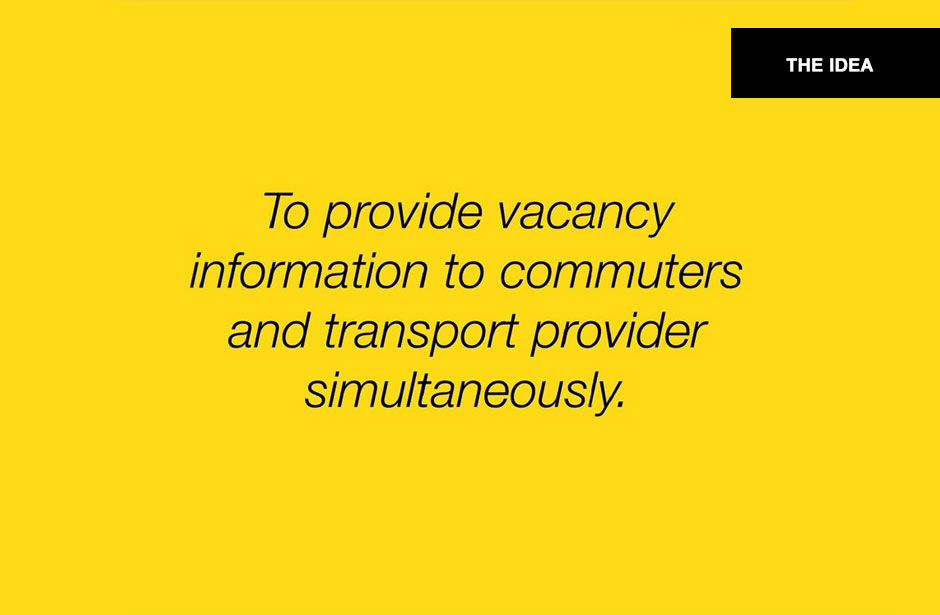 THE IDEA
To provide vacancy
information to commuters
and transport provider
simultaneously.